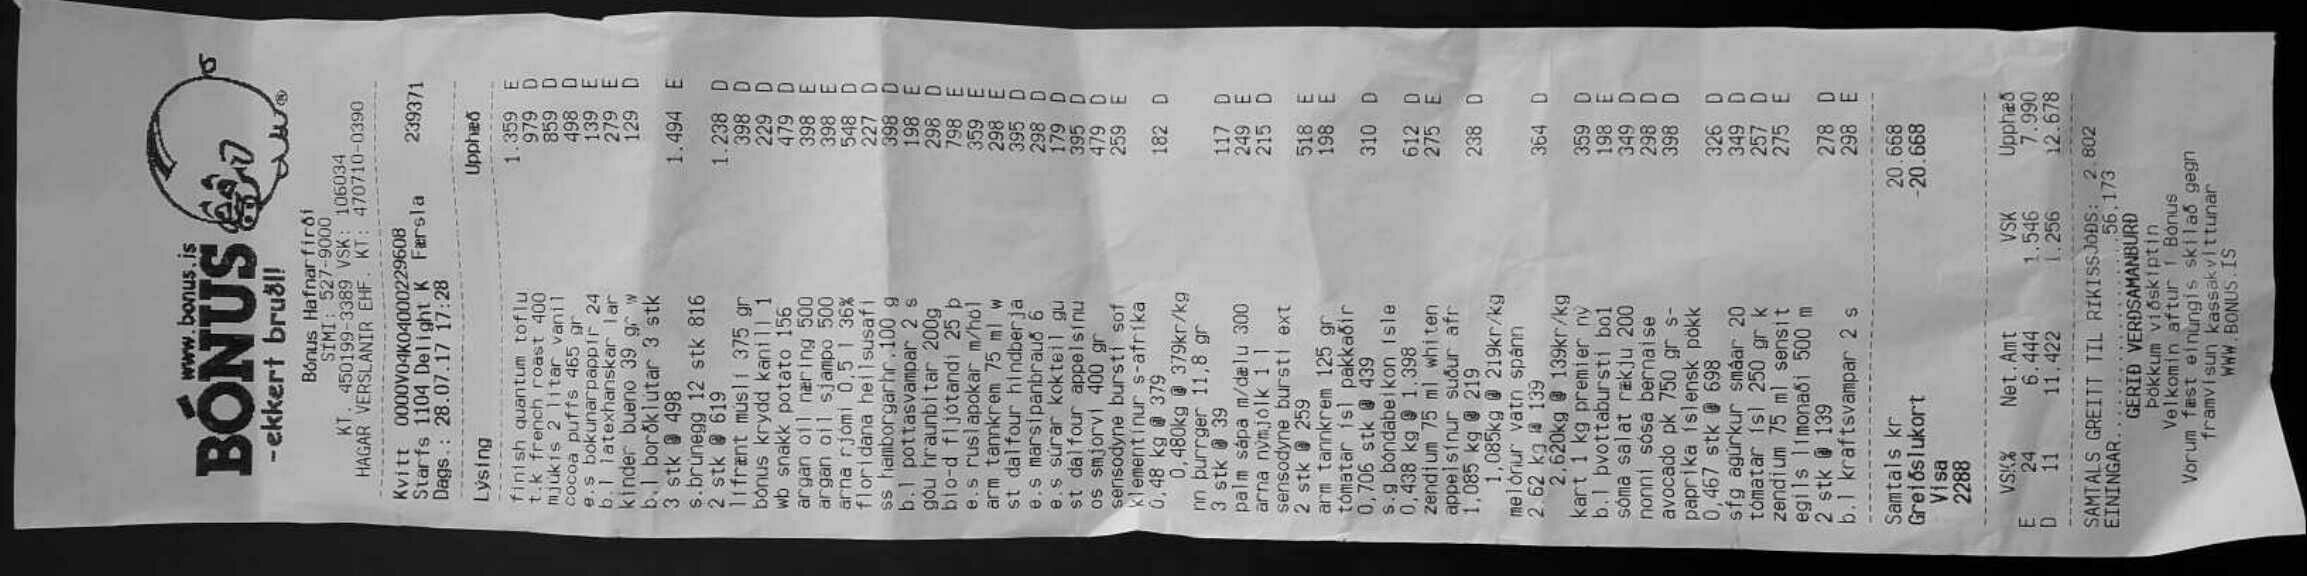 www.bonus.is
BÓNUS
-ekkert bruðl!
®
Bónus Hafnarfirði
SIMI: 527-9000
KT. 450199-3389 VSK: 106034
HAGAR VERSLANIR EHF. KT: 470710-0390
Kvitt 0000V04K04000229608
Starfs 1104 Delight K Færsla 239371
Dags.: 28.07.17 17:28
Lýsing Upphæð
finish quantum toflu 1.359 E
t.k french roast 400 979 D
mjúkís 2 lítar vanil 859 D
cocoa puffs 465 gr 498 D
e.s bökunarpappír 24 139 E
b.l latexhanskar lar 279 E
kinder bueno 39 gr w 129 D
b.l borðklútar 3 stk
3 stk @ 498 1.494 E
s.brunegg 12 stk 816
2 stk @ 619 1.238 D
lífrænt musli 375 gr 398 D
bónus krydd kanill 1 229 D
wb snakk potato 156 479 D
argan oil næring 500 398 E
argan oil sjampo 500 398 E
arna rjómi 0,5 l 36% 548 D
floridana heilsusafi 227 D
ss hamborgarhr.100 g 398 D
b.l pottasvampar 2 s 198 E
góu hraunbitar 200g 298 D
bio-d fljótandi 25 þ 798 E
e.s ruslapokar m/höl 359 E
arm tannkrem 75 ml w 298 E
st dalfour hindberja 395 D
e.s marsipanbrauð 6 298 D
e.s súrar kokteil gu 179 D
st dalfour appelsínu 395 D
os smjörvi 400 gr 479 D
sensodyne bursti sof 259 E
klementínur s-afríka
0,48 kg @ 379 182 D
0,480kg @ 379kr/kg
nn þurrger 11,8 gr
3 stk @ 39 117 D
palm sápa m/dælu 300 249 E
arna nýmjólk 1 l 215 D
sensodyne bursti ext
2 stk @ 259 518 E
arm tannkrem 125 gr 198 E
tómatar ísl pakkaðir
0,706 stk @ 439 310 D
s.g bóndabeikon ísle
0,438 kg @ 1.398 612 D
zendium 75 ml whiten 275 E
appelsínur suður afr
1,085 kg @ 219 238 D
1,085kg @ 219kr/kg
melónur vatn spánn
2,62 kg @ 139 364 D
2,620kg @ 139kr/kg
kart 1 kg premier ný 359 D
b.l þvottabursti bol 198 E
sóma salat rækju 200 349 D
nonni sósa bernaise 298 D
avocado pk 750 gr s- 398 D
paprika íslensk pökk
0,467 stk @ 698 326 D
sfg agúrkur smáar 20 349 D
tómatar ísl 250 gr k 257 D
zendium 75 ml sensit 275 E
egils límonaði 500 m
2 stk @ 139 278 D
b.l kraftsvampar 2 s 298 E
Samtals kr 20.668
Greiðslukort -20.668
Visa
2288
VSK% Net.Amt VSK Upphæð
E 24 6.444 1.546 7.990
D 11 11.422 1.256 12.678
SAMTALS GREITT TIL RIKISSJOÐS: 2.802
EININGAR..................56.173
GERIÐ VERÐSAMANBURÐ
Þökkum viðskiptin
Velkomin aftur í Bónus
Vörum fæst einungis skilað gegn
framvísun kassakvittunar
WWW.BONUS.IS